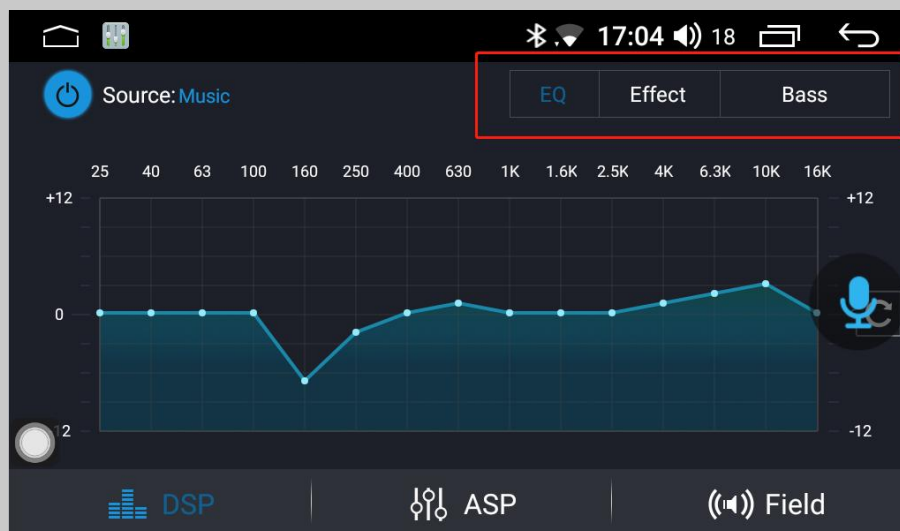 17:04 18
Source: Music
EQ Effect Bass
25 40 63 100 160 250 400 630 1K 1.6K 2.5K 4K 6.3K 10K 16K
+12 +12
0
12 -12
DSP ASP Field